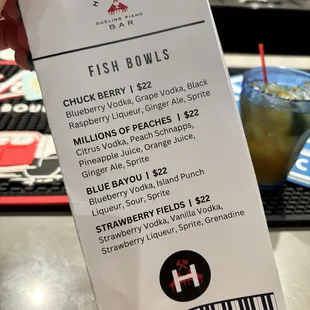 H
DUELING PIANO
BAR
FISH BOWLS
CHUCK BERRY | $22
Blueberry Vodka, Grape Vodka, Black
Raspberry Liqueur, Ginger Ale, Sprite
MILLIONS OF PEACHES | $22
Citrus Vodka, Peach Schnapps,
Pineapple Juice, Orange Juice,
Ginger Ale, Sprite
BLUE BAYOU | $22
Blueberry Vodka, Island Punch
Liqueur, Sour, Sprite
STRAWBERRY FIELDS | $22
Strawberry Vodka, Vanilla Vodka,
Strawberry Liqueur, Sprite, Grenadine
H